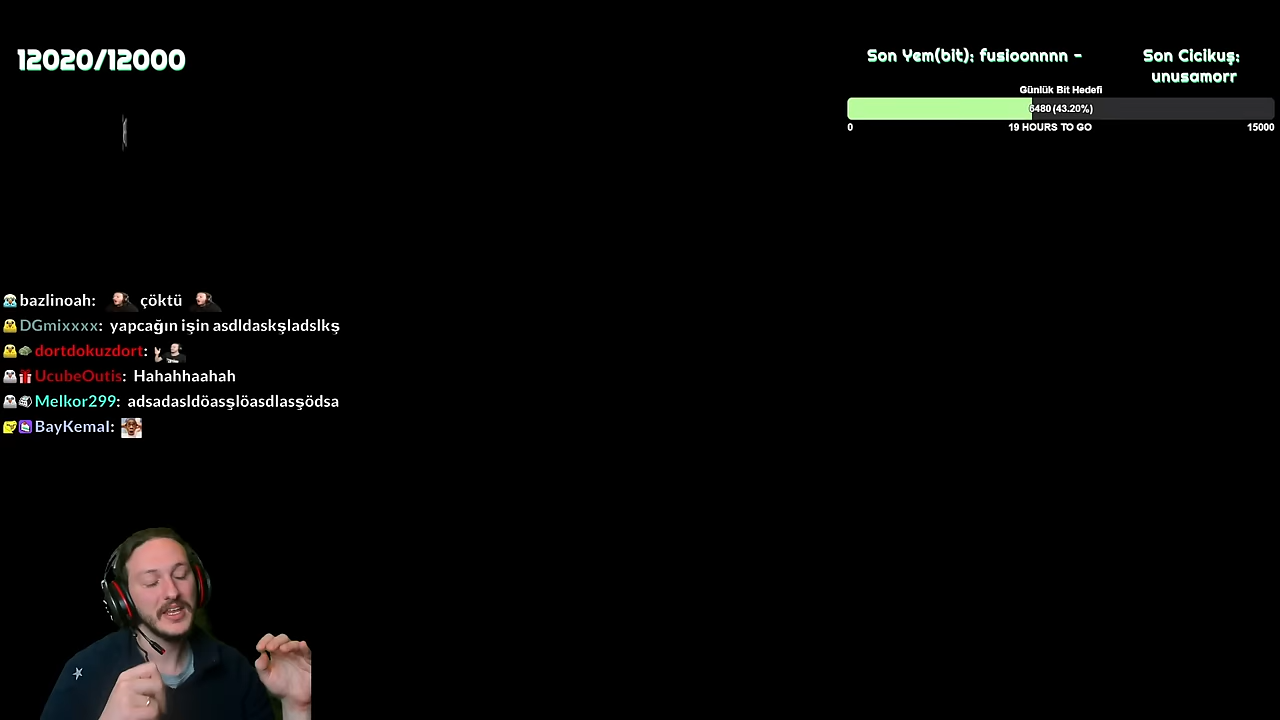 12020/12000
Son Yem(bit): fusioonnnn -
Son Cicikuş:
unusamorr
Günlük Bit Hedefi
6480 (43.20%)
0
19 HOURS TO GO
15000
bazlinoah: çöktü
DGmixxxx: yapcağın işin asdldaskşladslkş
dortdokuzdort:
UcubeOutis: Hahahhaahah
Melkor299: adsadasldöasşlöasdlasşödsa
BayKemal: